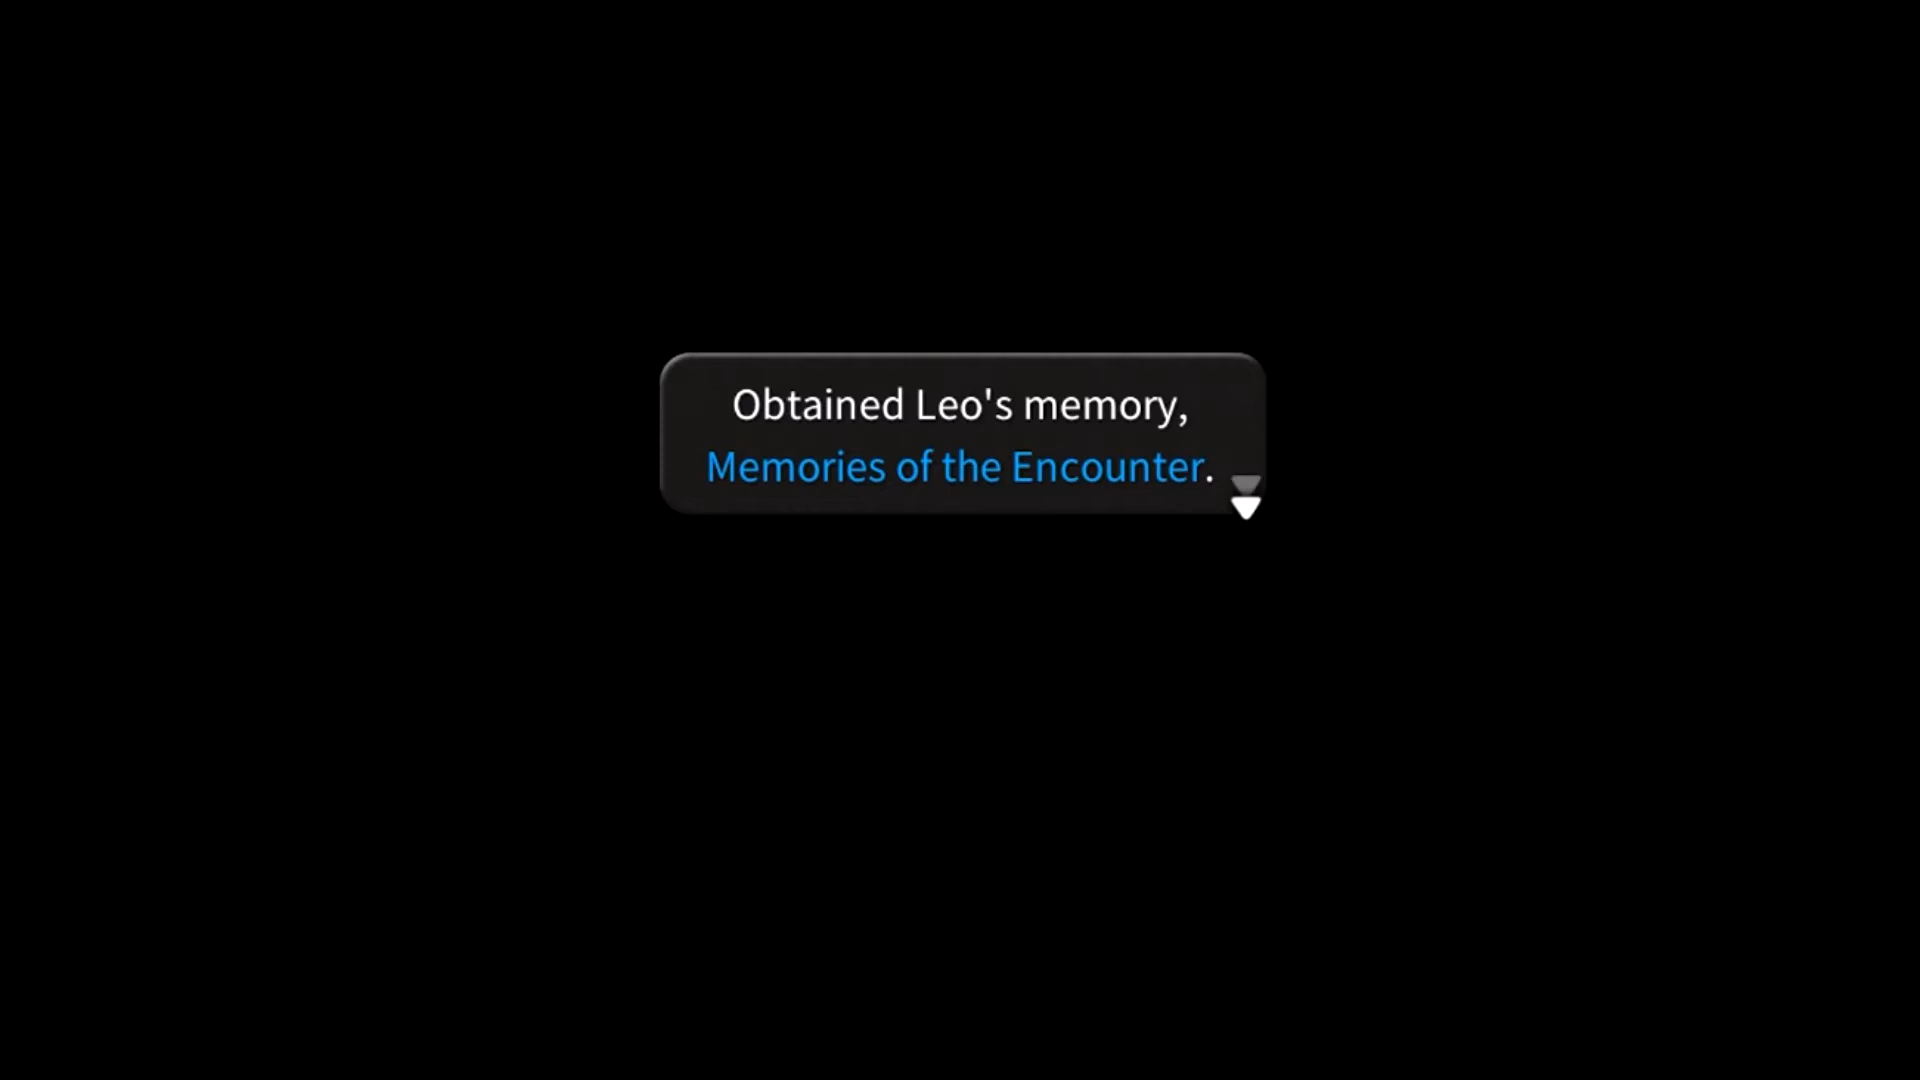 Obtained Leo's memory,
Memories of the Encounter.